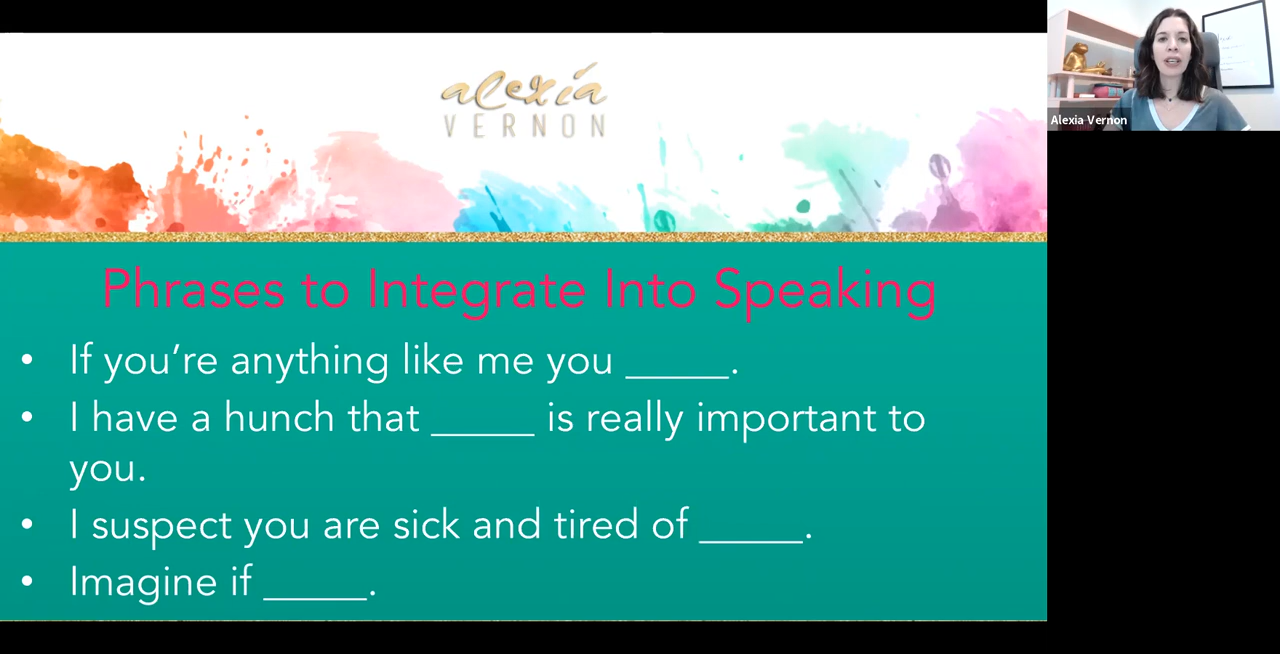 alexia
VERNON
Alexia Vernon
Phrases to Integrate Into Speaking
• If you’re anything like me you _____.
• I have a hunch that _____ is really important to
you.
• I suspect you are sick and tired of _____.
• Imagine if _____.